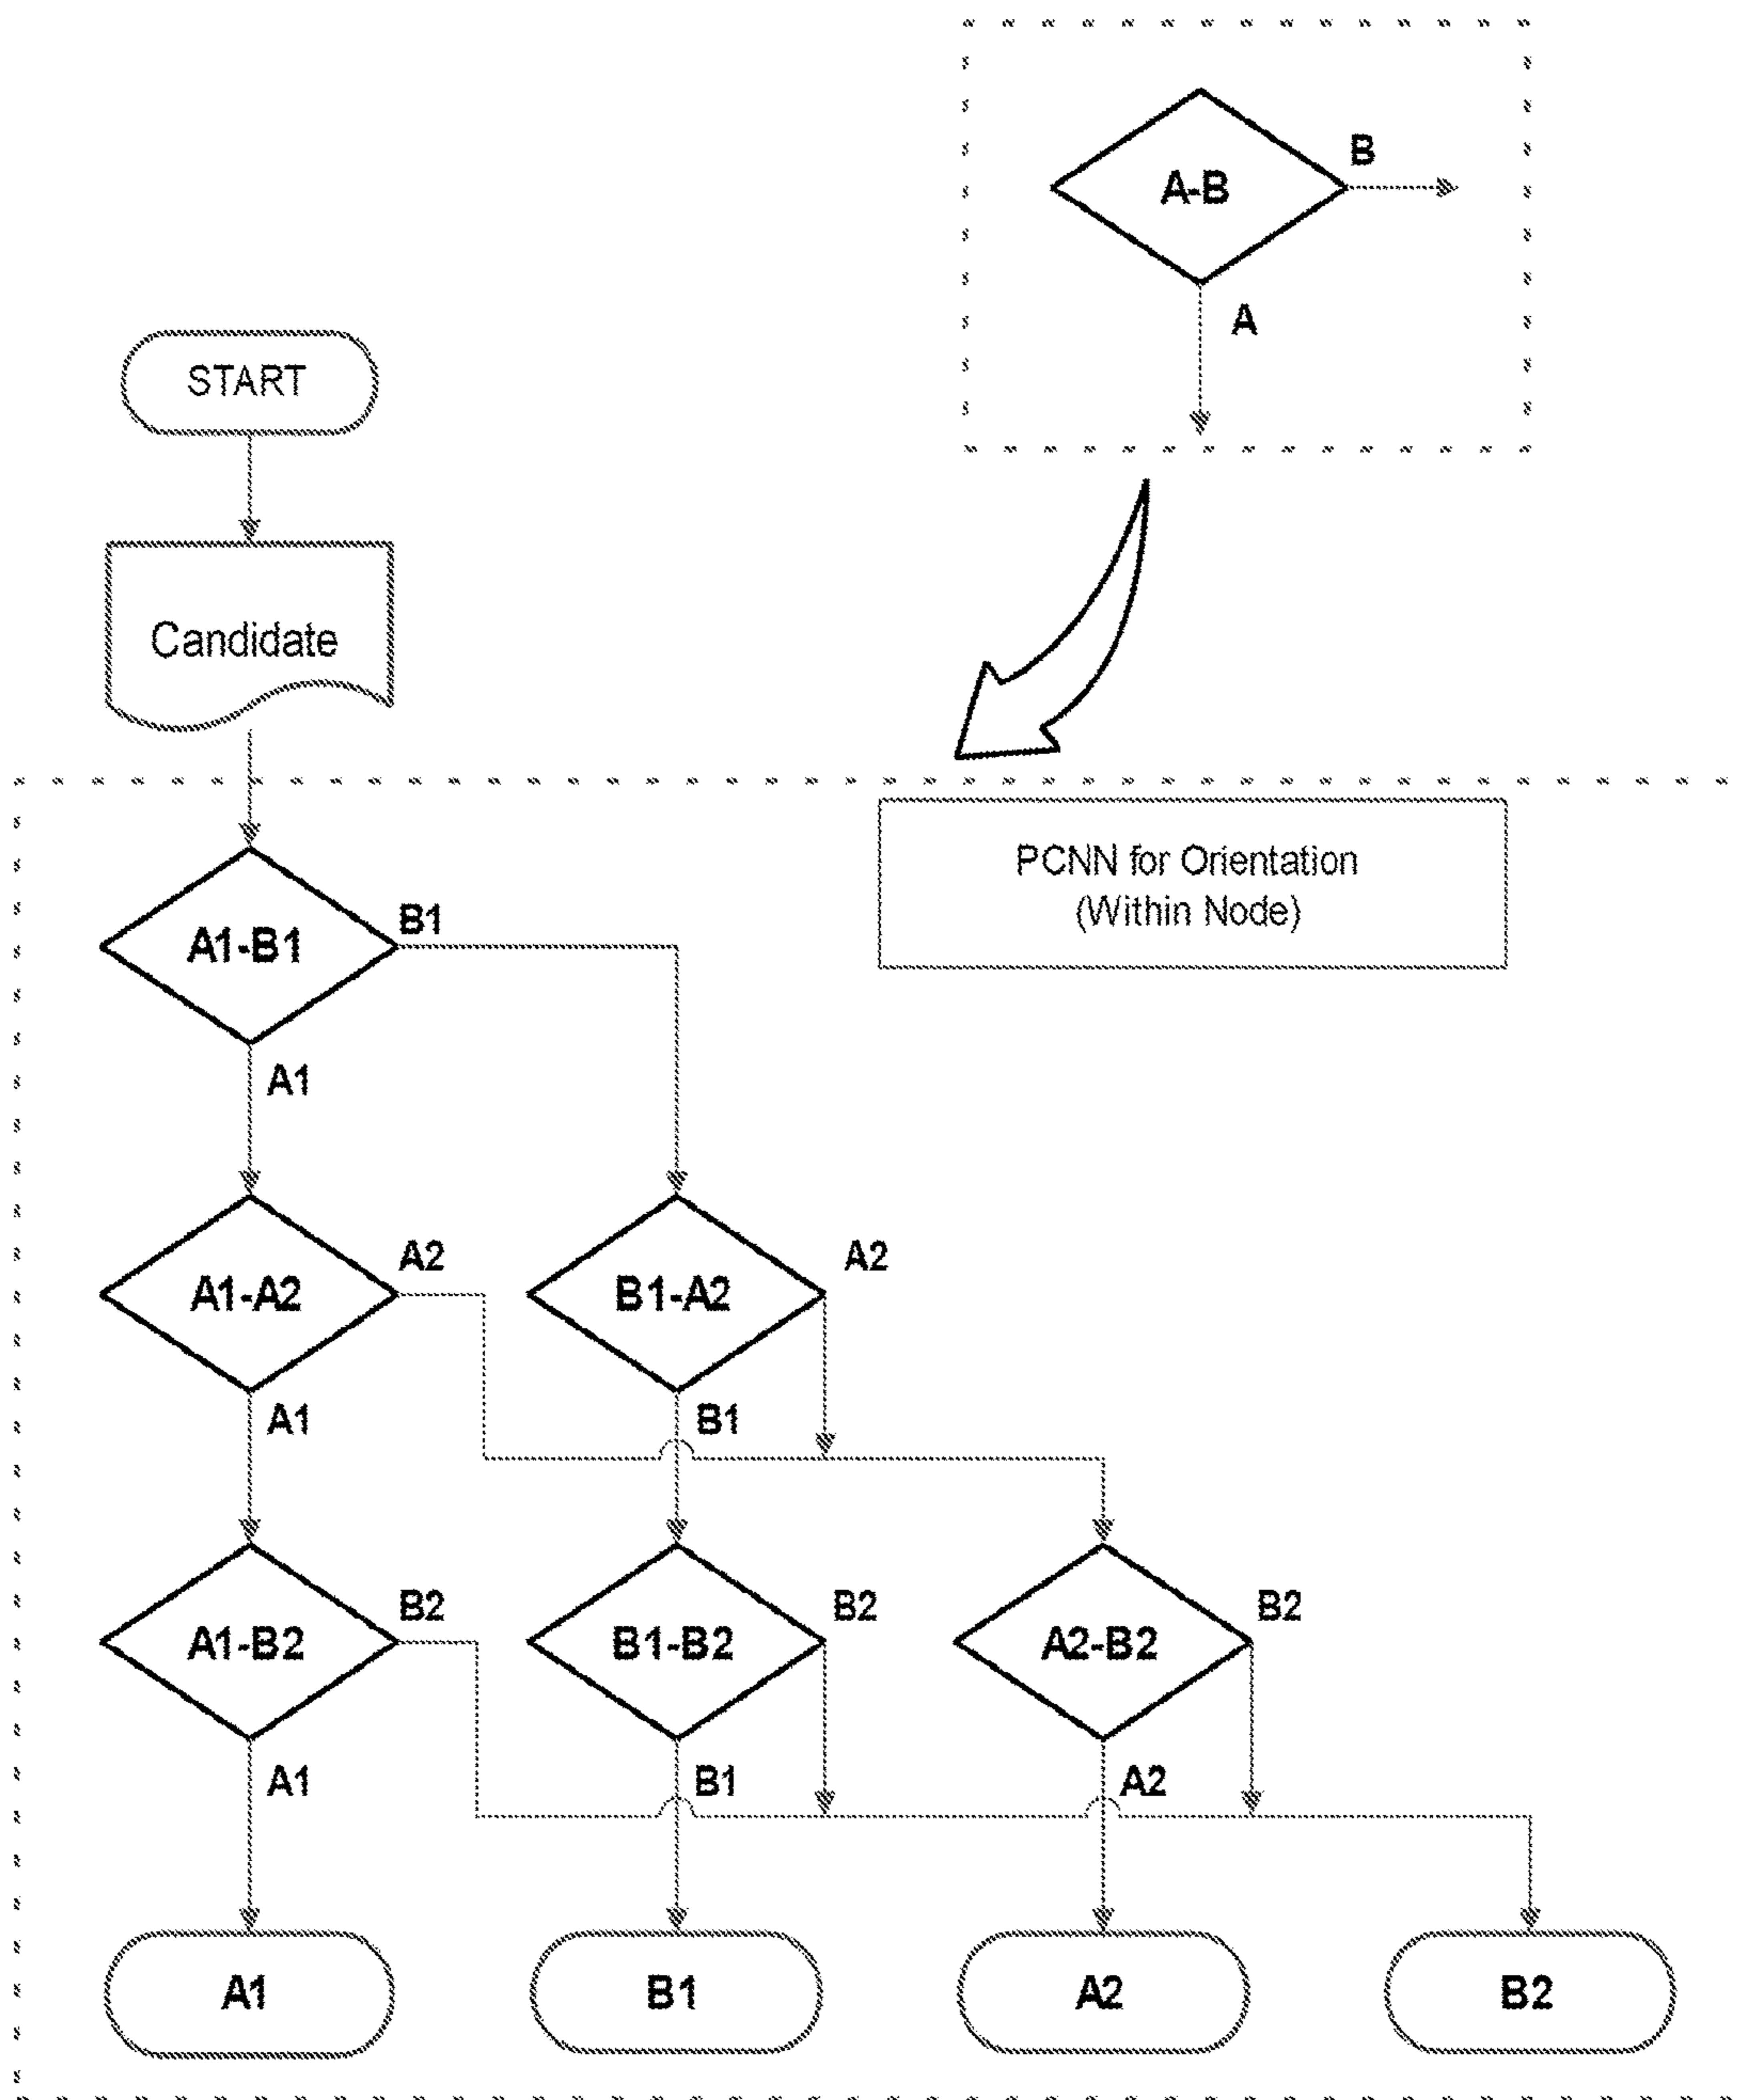 A-B
B
A
START
Candidate
PCNN for Orientation
(Within Node)
A1-B1
B1
A1
A1-A2
A2
B1-A2
A2
A1
B1
A1-B2
B2
B1-B2
B2
A2-B2
B2
A1
B1
A2
A1
B1
A2
B2